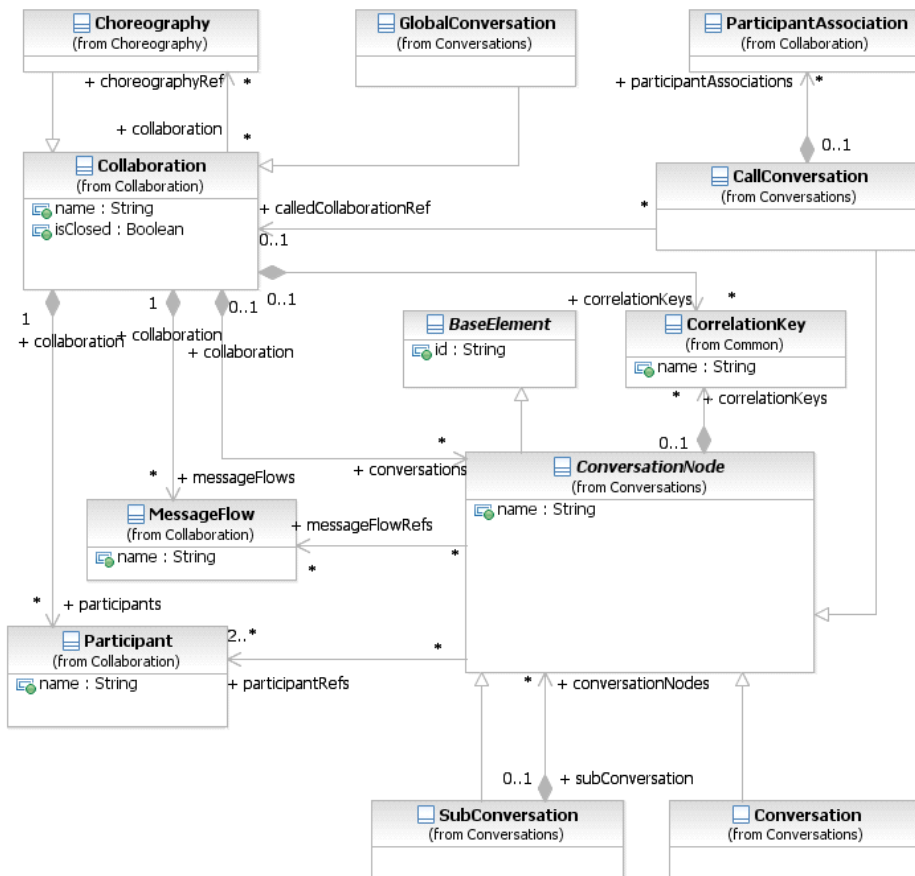 Choreography
(from Choreography)
GlobalConversation
(from Conversations)
ParticipantAssociation
(from Collaboration)
+ choreographyRef
*
+ participantAssociations
*
+ collaboration
*
0..1
Collaboration
(from Collaboration)
name : String
isClosed : Boolean
CallConversation
(from Conversations)
+ calledCollaborationRef
*
0..1
1
+ collaboration
1
+ collaboration
0..1
+ collaboration
0..1
+ correlationKeys
*
BaseElement
id : String
CorrelationKey
(from Common)
name : String
*
+ correlationKeys
0..1
*
+ conversations
ConversationNode
(from Conversations)
name : String
*
+ messageFlows
MessageFlow
(from Collaboration)
name : String
+ messageFlowRefs
*
*
*
+ participants
Participant
(from Collaboration)
name : String
2..*
*
+ participantRefs
*
+ conversationNodes
0..1
+ subConversation
SubConversation
(from Conversations)
Conversation
(from Conversations)